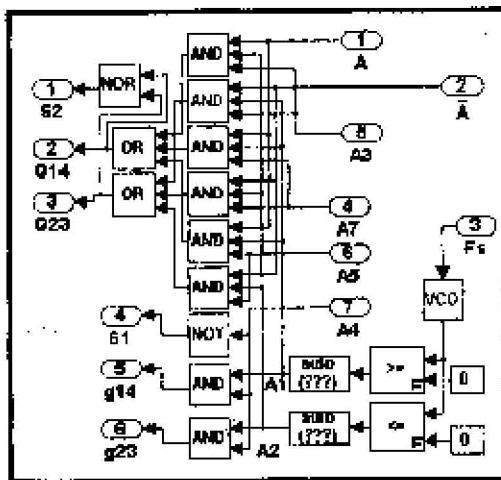 1
AND
1
A
NOR
S2
AND
2
A
2
OR
AND
8
A3
Q14
3
OR
AND
4
A7
Q23
AND
6
A5
3
Fs
AND
7
A4
VCO
4
NOT
S1
5
AND
A1
auto
(???)
>=
0
g14
6
AND
A2
auto
(???)
<=
0
g23